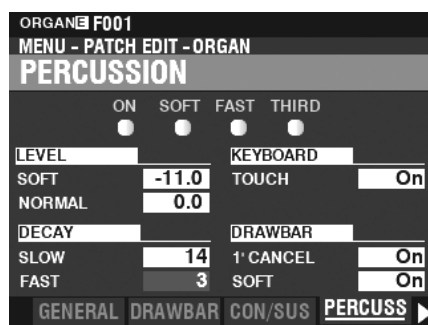 ORGAN E F001
MENU - PATCH EDIT - ORGAN
PERCUSSION
ON SOFT FAST THIRD
LEVEL KEYBOARD
SOFT -11.0 TOUCH On
NORMAL 0.0
DECAY DRAWBAR
SLOW 14 1' CANCEL On
FAST 3 SOFT On
GENERAL DRAWBAR CON/SUS PERCUSS